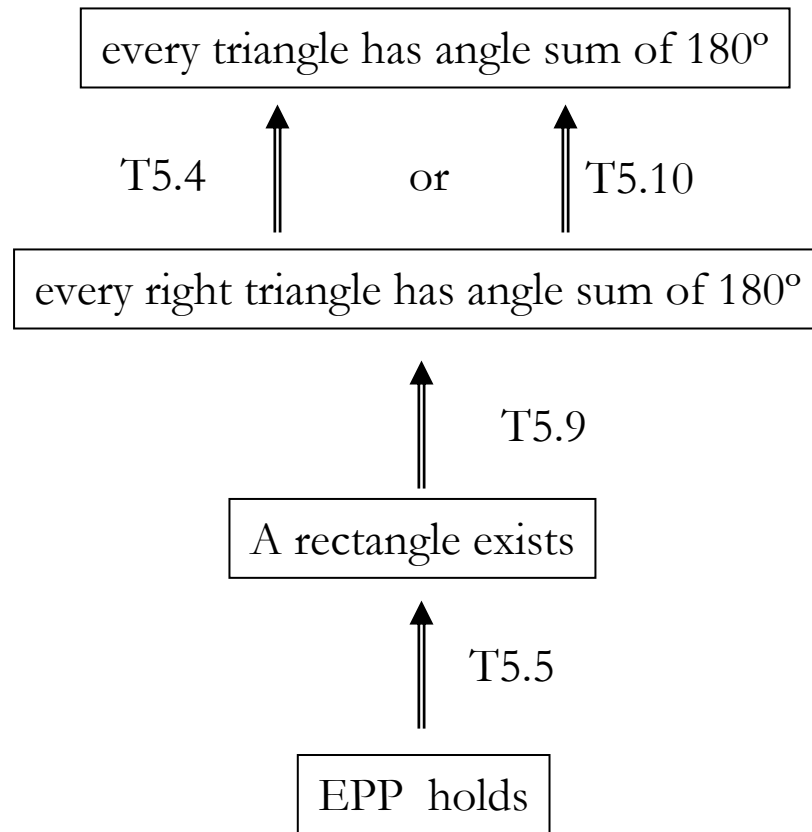 every triangle has angle sum of 180º
T5.4 or T5.10
every right triangle has angle sum of 180º
T5.9
A rectangle exists
T5.5
EPP holds